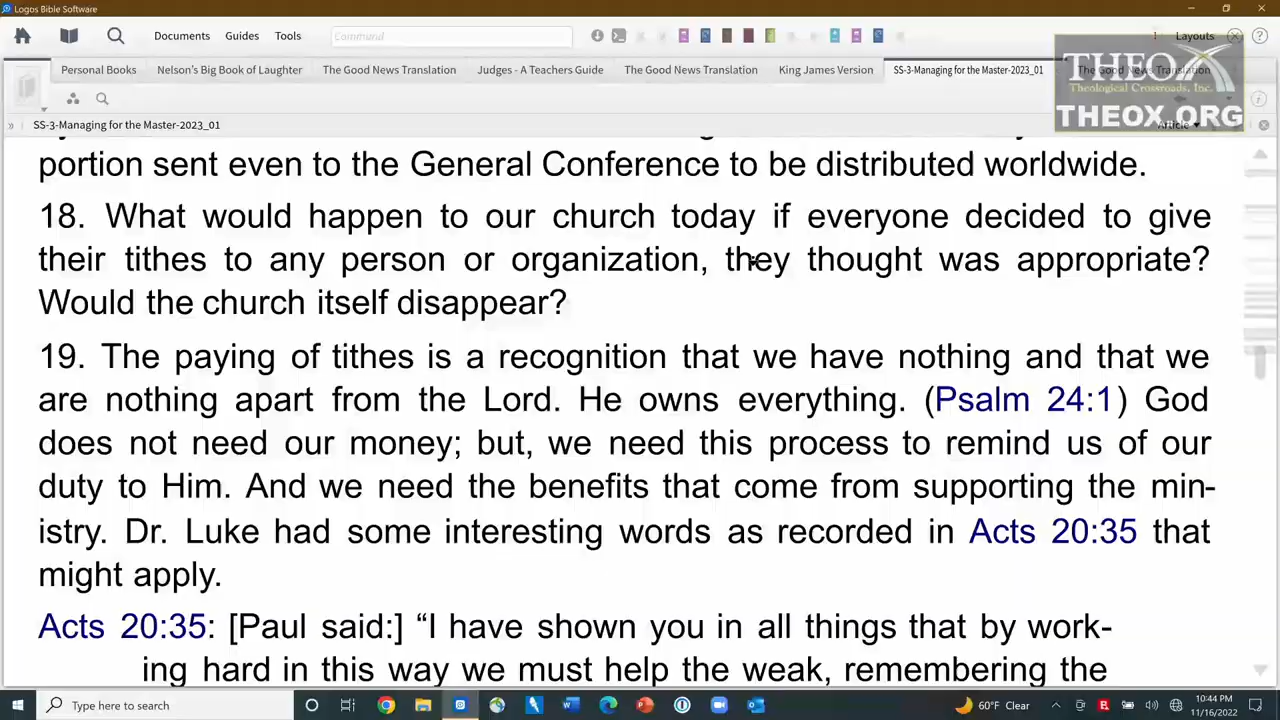 Logos Bible Software
Documents Guides Tools Command Layouts
Personal Books Nelson's Big Book of Laughter The Good Judges - A Teachers Guide The Good News Translation King James Version SS-3-Managing for the Master-2023_01 The Good News Translation
THEOX
Theological Crossroads, Inc.
THEOX.ORG
SS-3-Managing for the Master-2023_01 Article
portion sent even to the General Conference to be distributed worldwide.
18. What would happen to our church today if everyone decided to give
their tithes to any person or organization, they thought was appropriate?
Would the church itself disappear?
19. The paying of tithes is a recognition that we have nothing and that we
are nothing apart from the Lord. He owns everything. (Psalm 24:1) God
does not need our money; but, we need this process to remind us of our
duty to Him. And we need the benefits that come from supporting the min-
istry. Dr. Luke had some interesting words as recorded in Acts 20:35 that
might apply.
Acts 20:35: [Paul said:] “I have shown you in all things that by work-
ing hard in this way we must help the weak, remembering the
Type here to search 60°F Clear 10:44 PM
11/16/2022